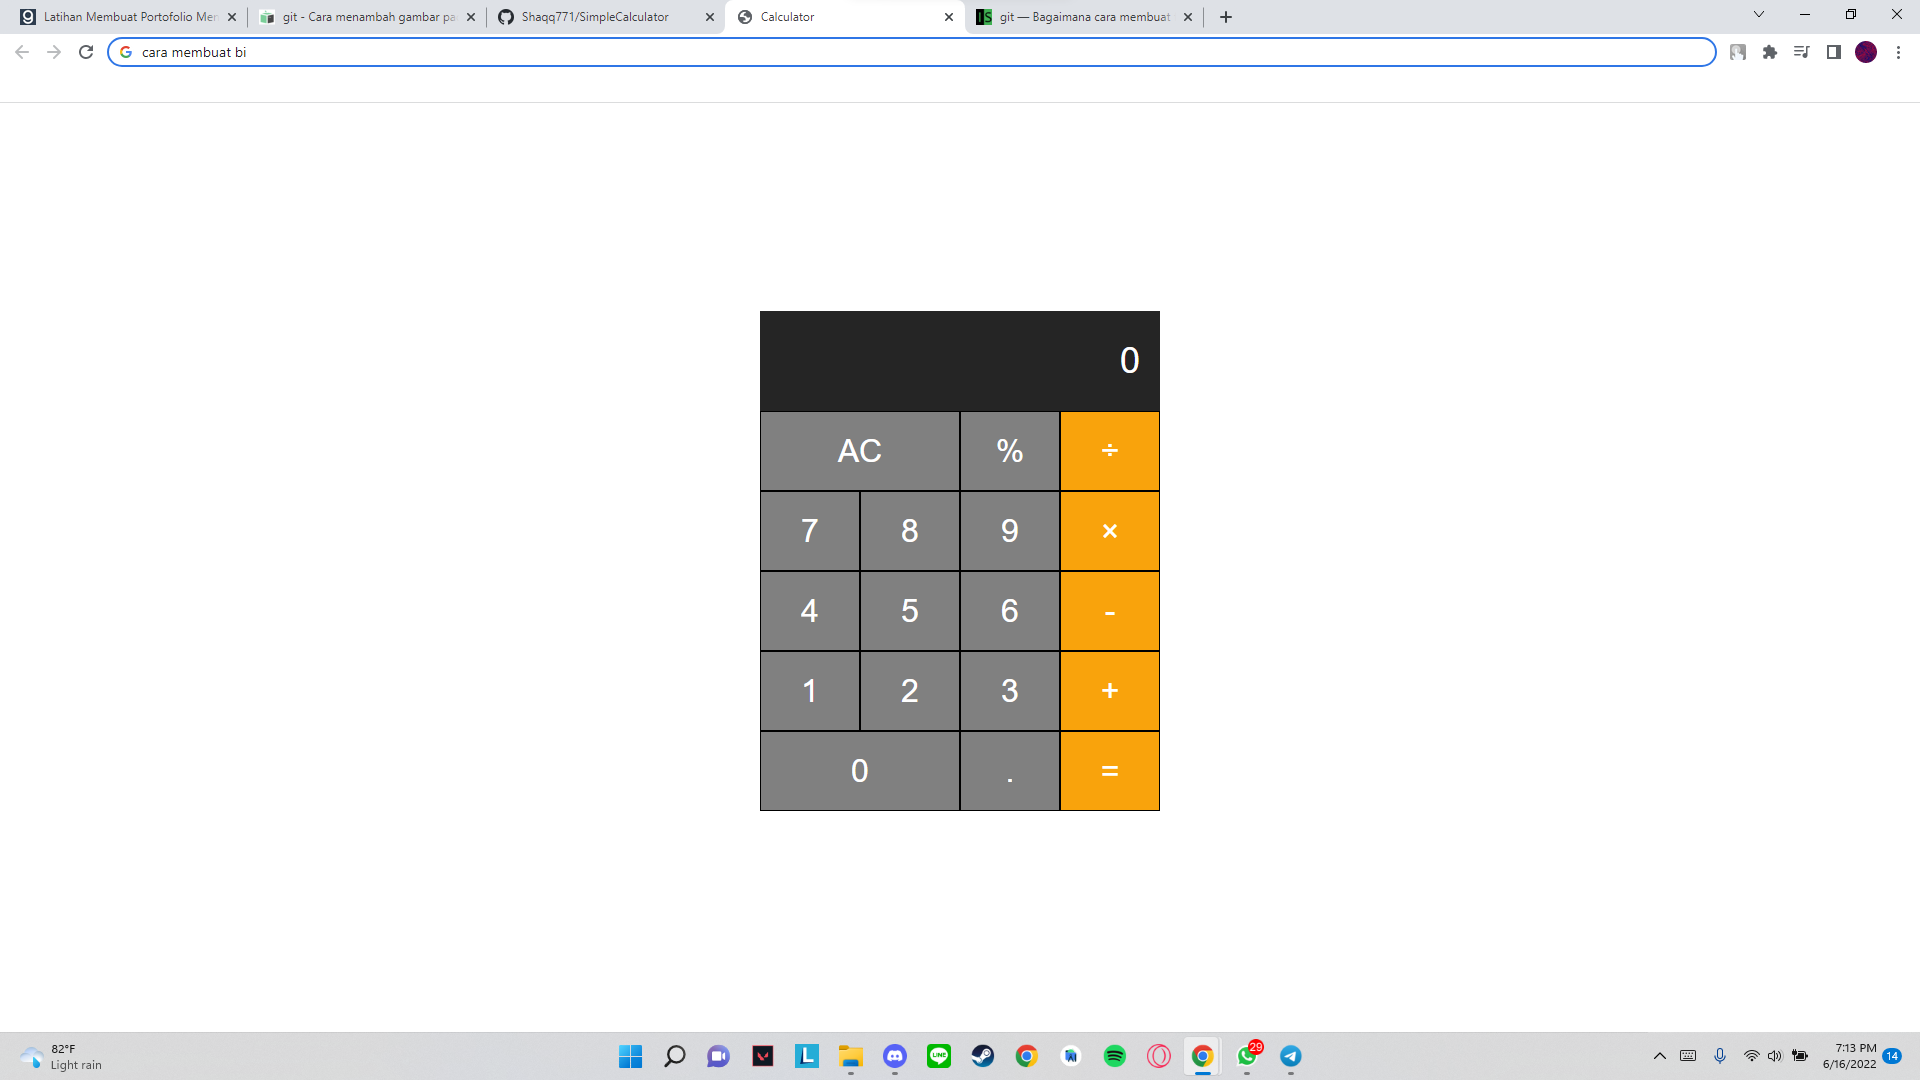 Latihan Membuat Portofolio Mer
git - Cara menambah gambar pa
Shaqq771/SimpleCalculator
Calculator
git — Bagaimana cara membuat
cara membuat bi
0
AC % ÷
7 8 9 ×
4 5 6 -
1 2 3 +
0 . =
82°F
Light rain
L
LINE
29
7:13 PM
6/16/2022
14